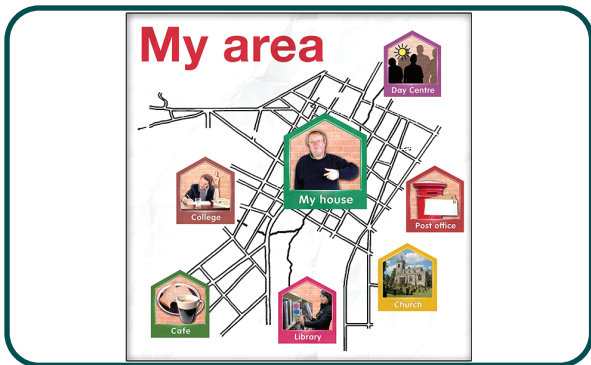 My area
Day Centre
My house
College
Post office
Church
Cafe
Library